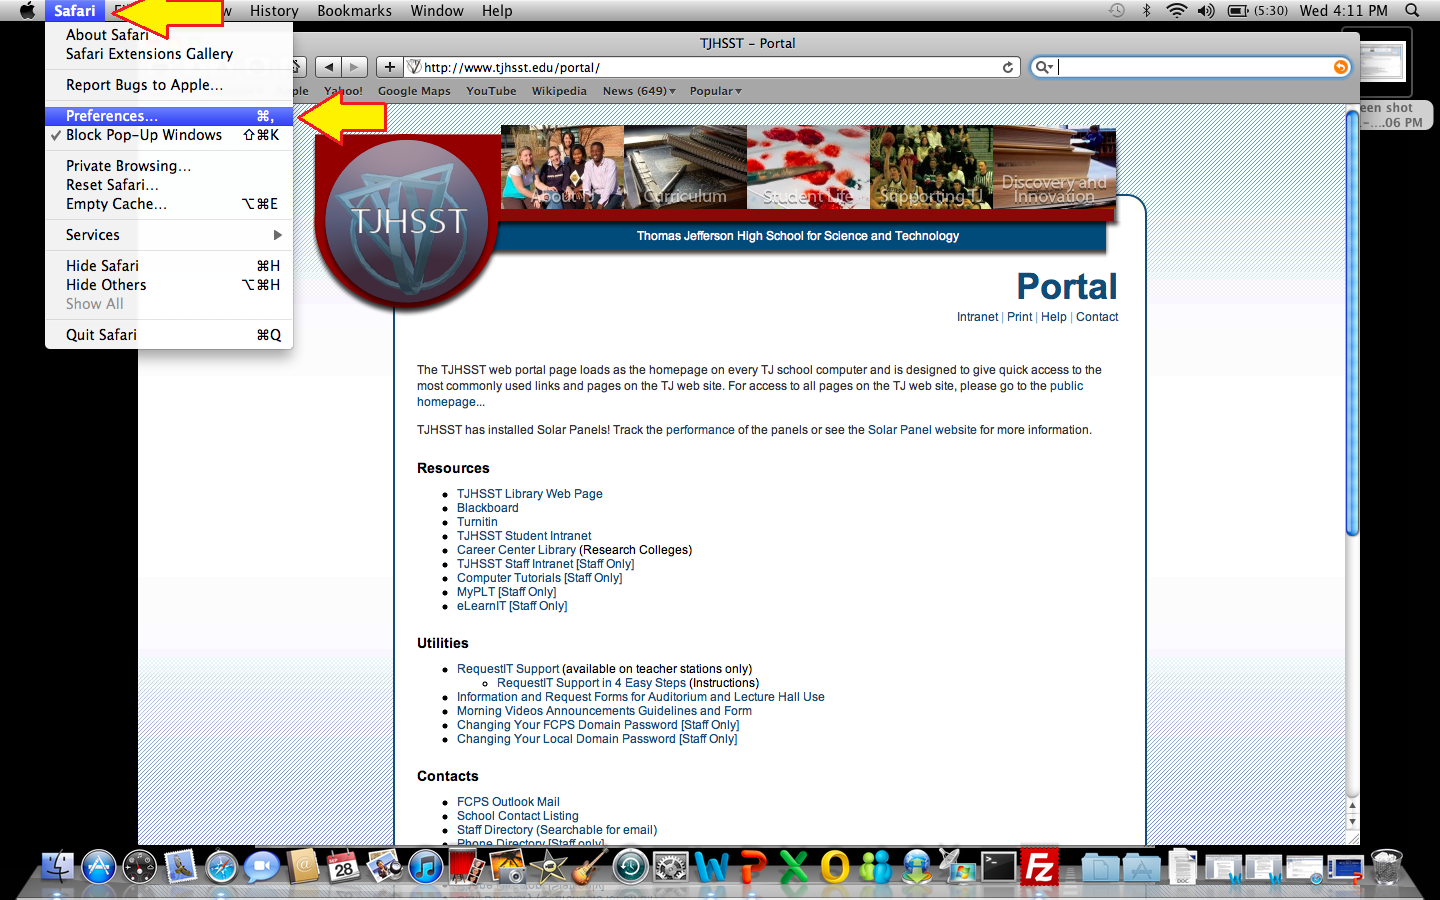 Safari
History Bookmarks Window Help
(5:30) Wed 4:11 PM
About Safari
Safari Extensions Gallery
Report Bugs to Apple...
Preferences... ⌘,
✓ Block Pop-Up Windows ⇧⌘K
Private Browsing...
Reset Safari...
Empty Cache... ⌥⌘E
Services
Hide Safari ⌘H
Hide Others ⌥⌘H
Show All
Quit Safari ⌘Q
TJHSST - Portal
http://www.tjhsst.edu/portal/
Yahoo! Google Maps YouTube Wikipedia News (649) Popular
een shot
.-....06 PM
About TJ
Curriculum
Student Life
Supporting TJ
Discovery and
Innovation
TJHSST
Thomas Jefferson High School for Science and Technology
Portal
Intranet | Print | Help | Contact
The TJHSST web portal page loads as the homepage on every TJ school computer and is designed to give quick access to the
most commonly used links and pages on the TJ web site. For access to all pages on the TJ web site, please go to the public
homepage...
TJHSST has installed Solar Panels! Track the performance of the panels or see the Solar Panel website for more information.
Resources
TJHSST Library Web Page
Blackboard
Turnitin
TJHSST Student Intranet
Career Center Library (Research Colleges)
TJHSST Staff Intranet [Staff Only]
Computer Tutorials [Staff Only]
MyPLT [Staff Only]
eLearnIT [Staff Only]
Utilities
RequestIT Support (available on teacher stations only)
RequestIT Support in 4 Easy Steps (Instructions)
Information and Request Forms for Auditorium and Lecture Hall Use
Morning Videos Announcements Guidelines and Form
Changing Your FCPS Domain Password [Staff Only]
Changing Your Local Domain Password [Staff Only]
Contacts
FCPS Outlook Mail
School Contact Listing
Staff Directory (Searchable for email)
Phone Directory [Staff only]
28
DOC